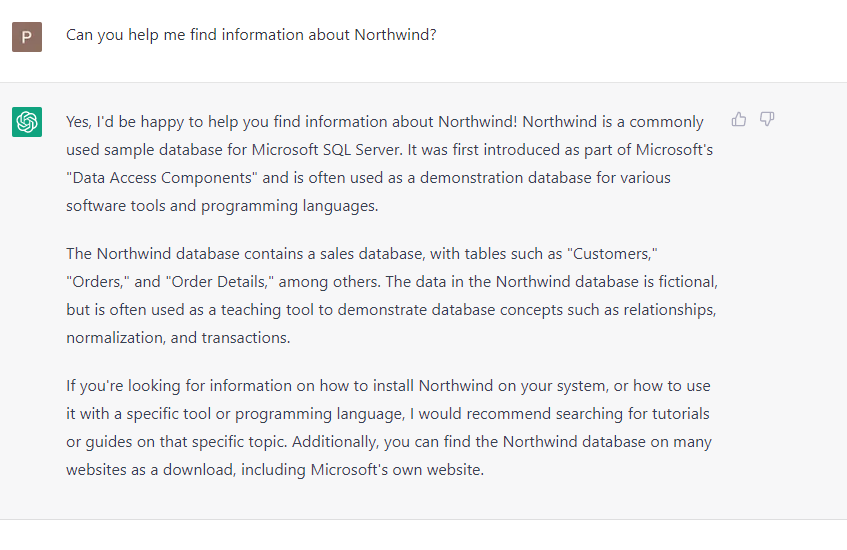 P
Can you help me find information about Northwind?
Yes, I'd be happy to help you find information about Northwind! Northwind is a commonly
used sample database for Microsoft SQL Server. It was first introduced as part of Microsoft's
"Data Access Components" and is often used as a demonstration database for various
software tools and programming languages.
The Northwind database contains a sales database, with tables such as "Customers,"
"Orders," and "Order Details," among others. The data in the Northwind database is fictional,
but is often used as a teaching tool to demonstrate database concepts such as relationships,
normalization, and transactions.
If you're looking for information on how to install Northwind on your system, or how to use
it with a specific tool or programming language, I would recommend searching for tutorials
or guides on that specific topic. Additionally, you can find the Northwind database on many
websites as a download, including Microsoft's own website.